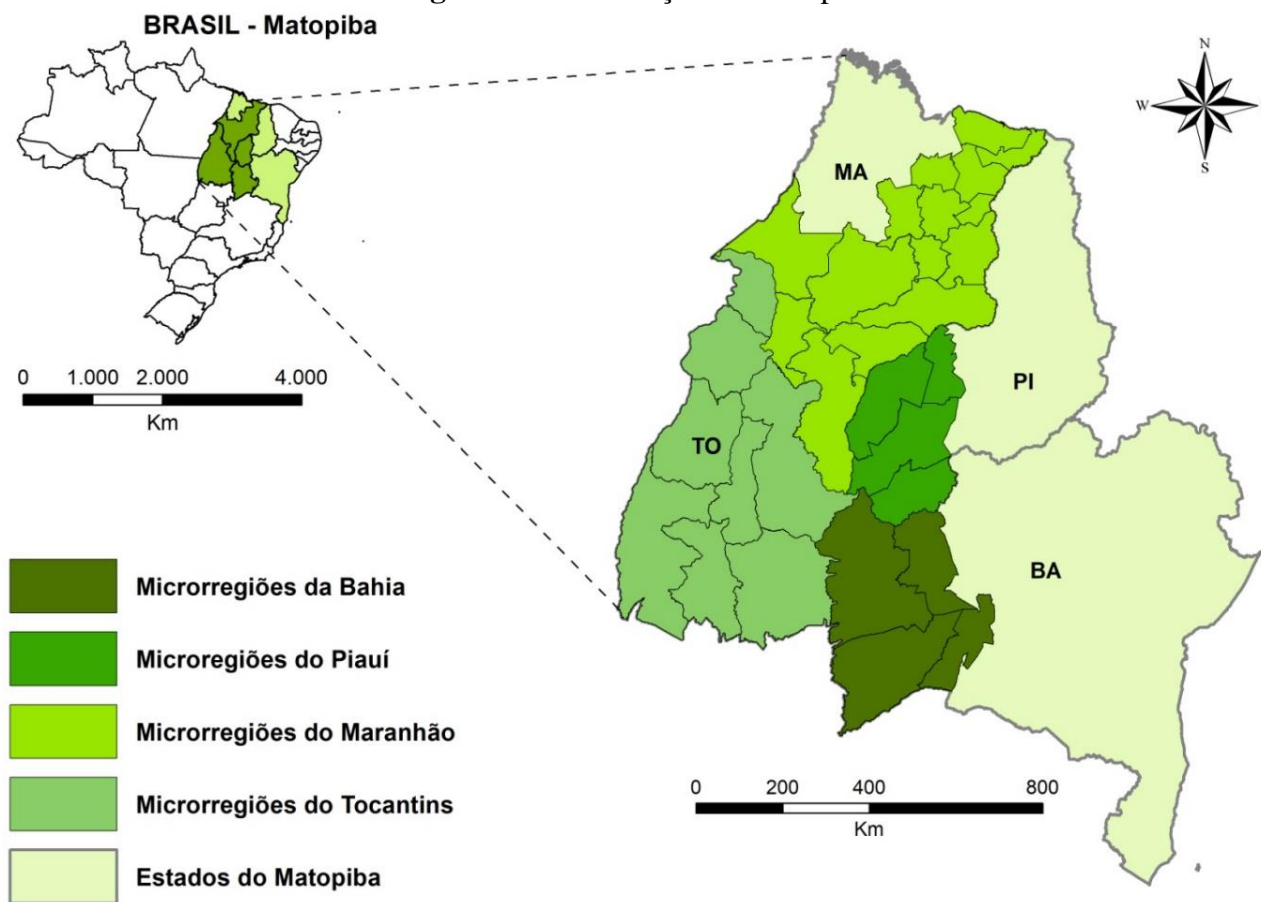 BRASIL - Matopiba
N
W
E
S
MA
PI
TO
BA
0 1.000 2.000 4.000
Km
Microrregiões da Bahia
Microregiões do Piauí
Microrregiões do Maranhão
Microrregiões do Tocantins
Estados do Matopiba
0 200 400 800
Km